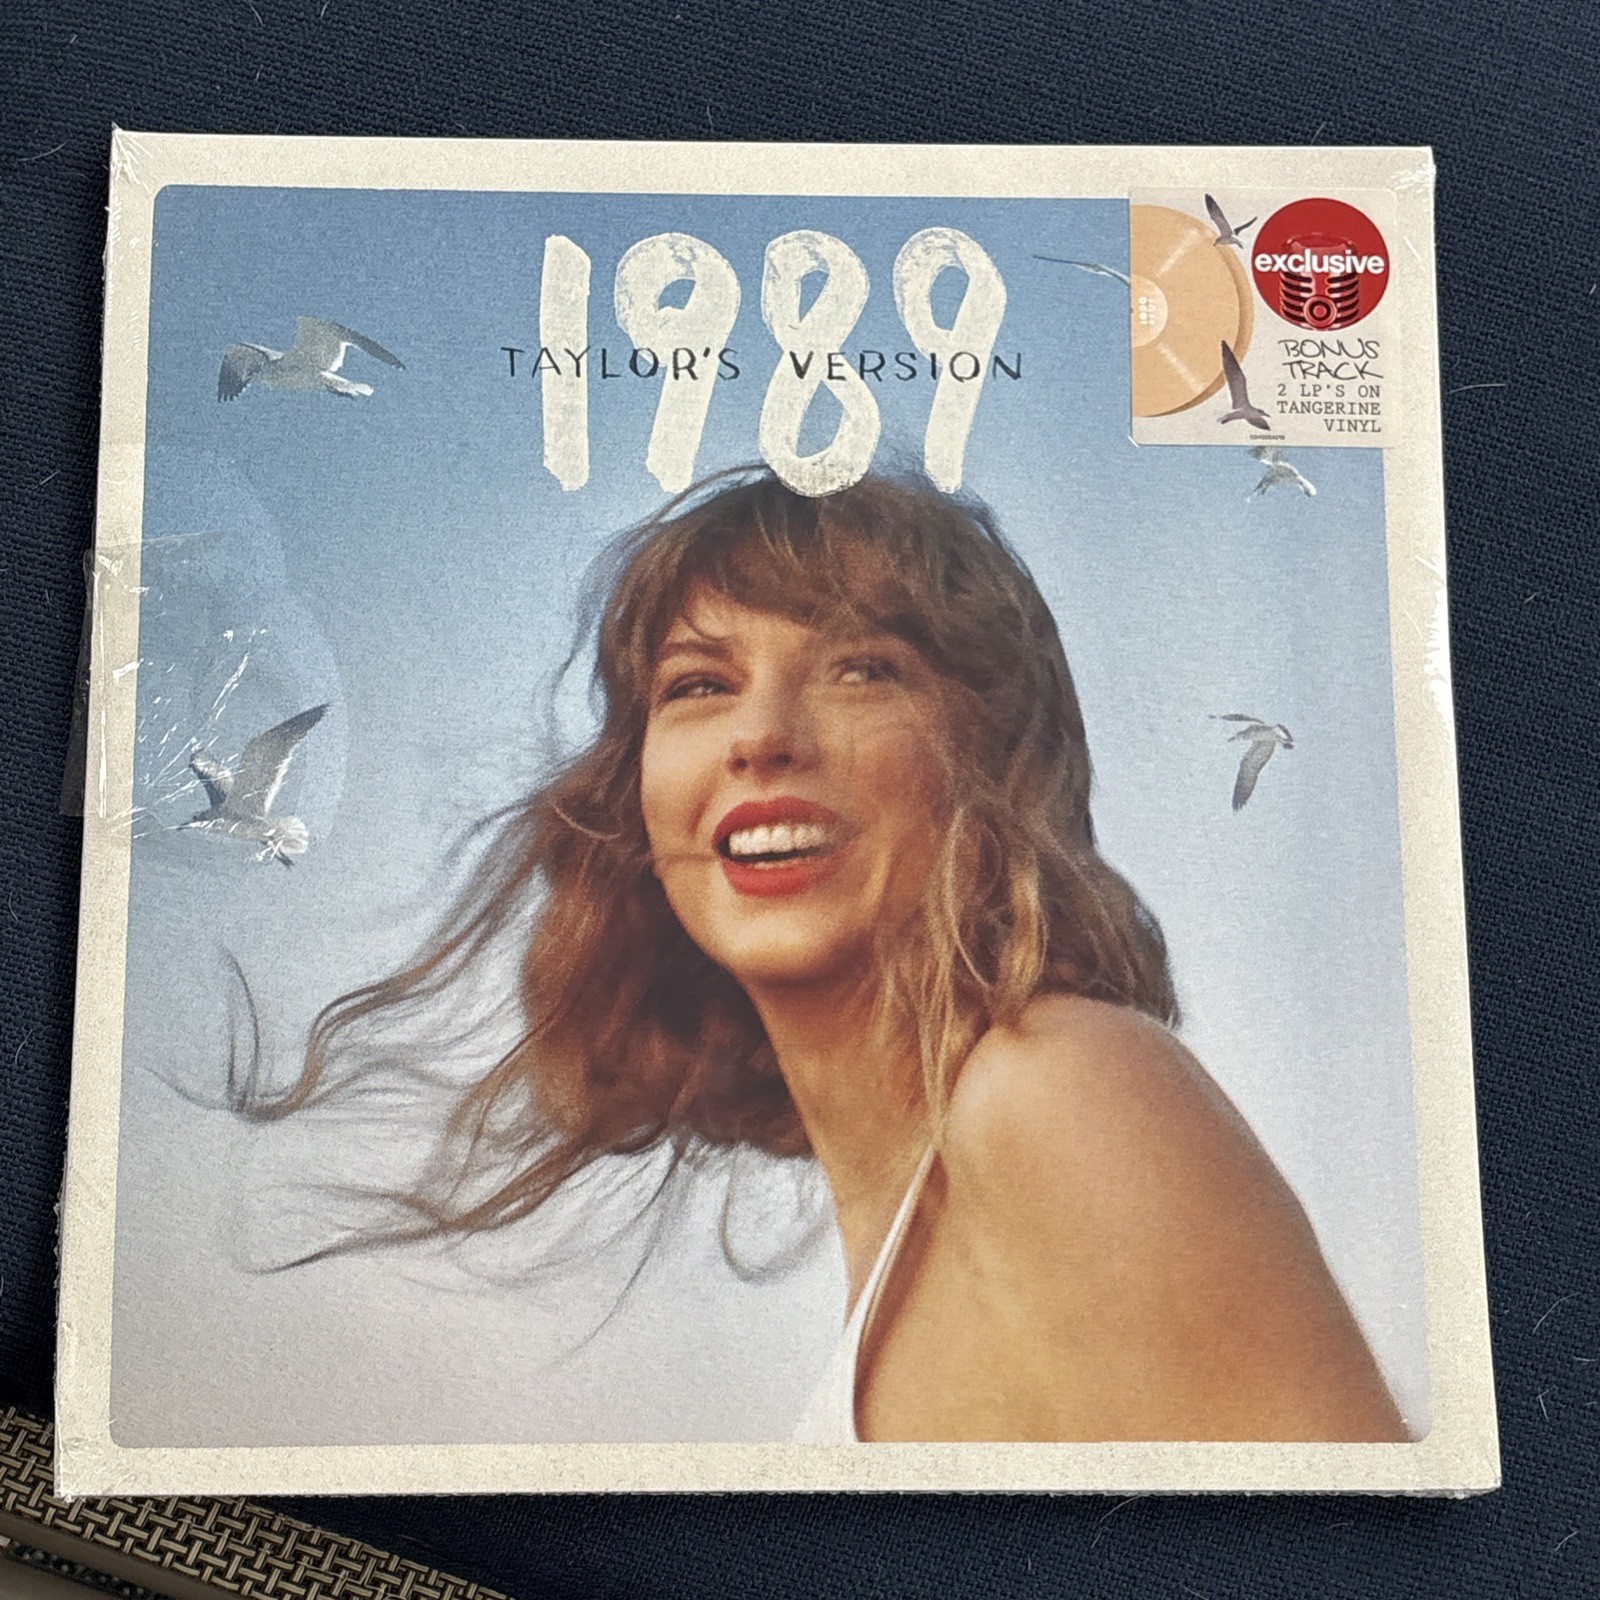 1989
TAYLOR'S VERSION
exclusive
BONUS
TRACK
2 LP'S ON
TANGERINE
VINYL